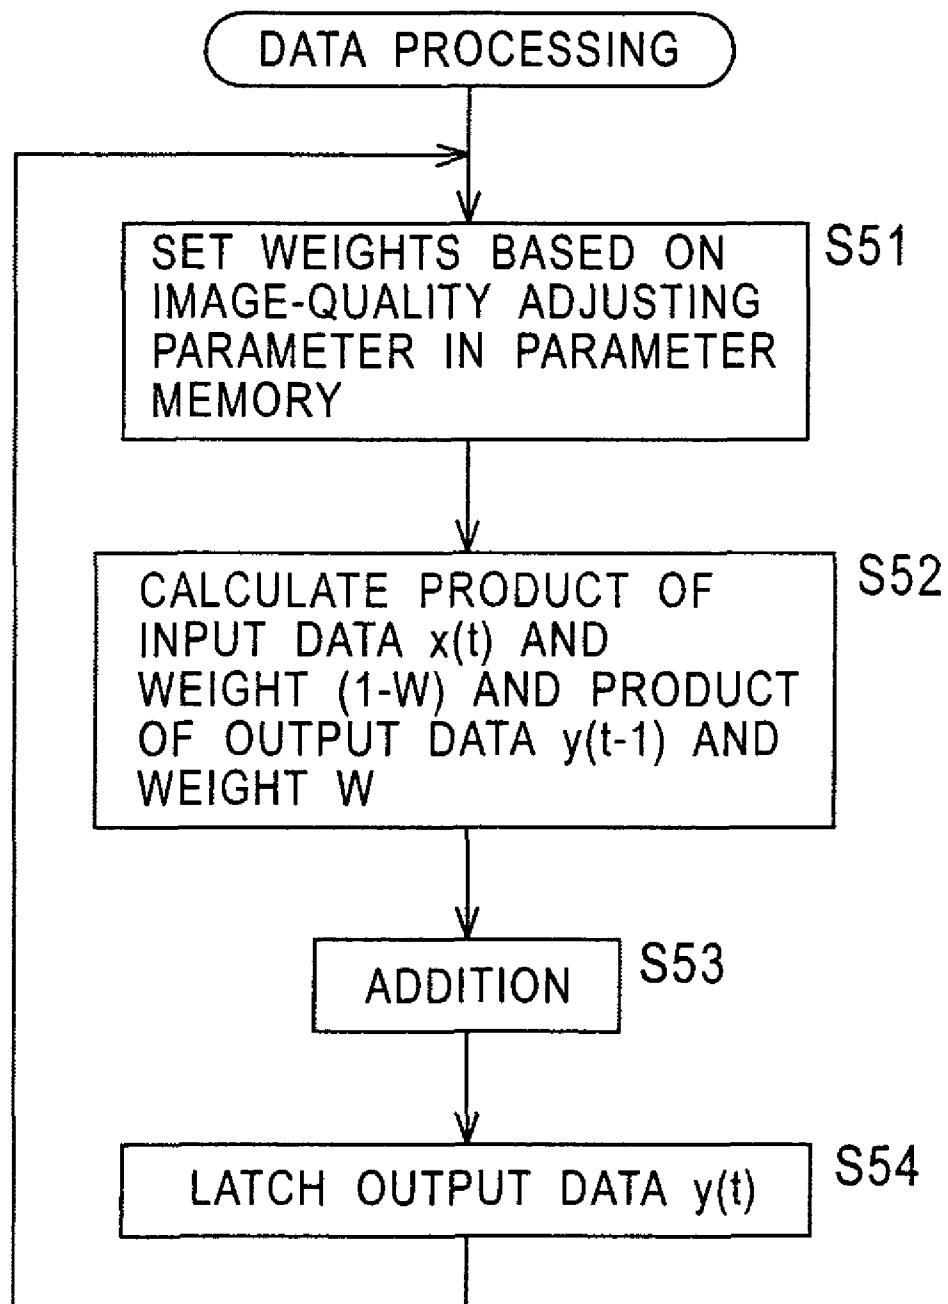 DATA PROCESSING
SET WEIGHTS BASED ON
IMAGE-QUALITY ADJUSTING
PARAMETER IN PARAMETER
MEMORY
S51
CALCULATE PRODUCT OF
INPUT DATA x(t) AND
WEIGHT (1-W) AND PRODUCT
OF OUTPUT DATA y(t-1) AND
WEIGHT W
S52
ADDITION
S53
LATCH OUTPUT DATA y(t)
S54